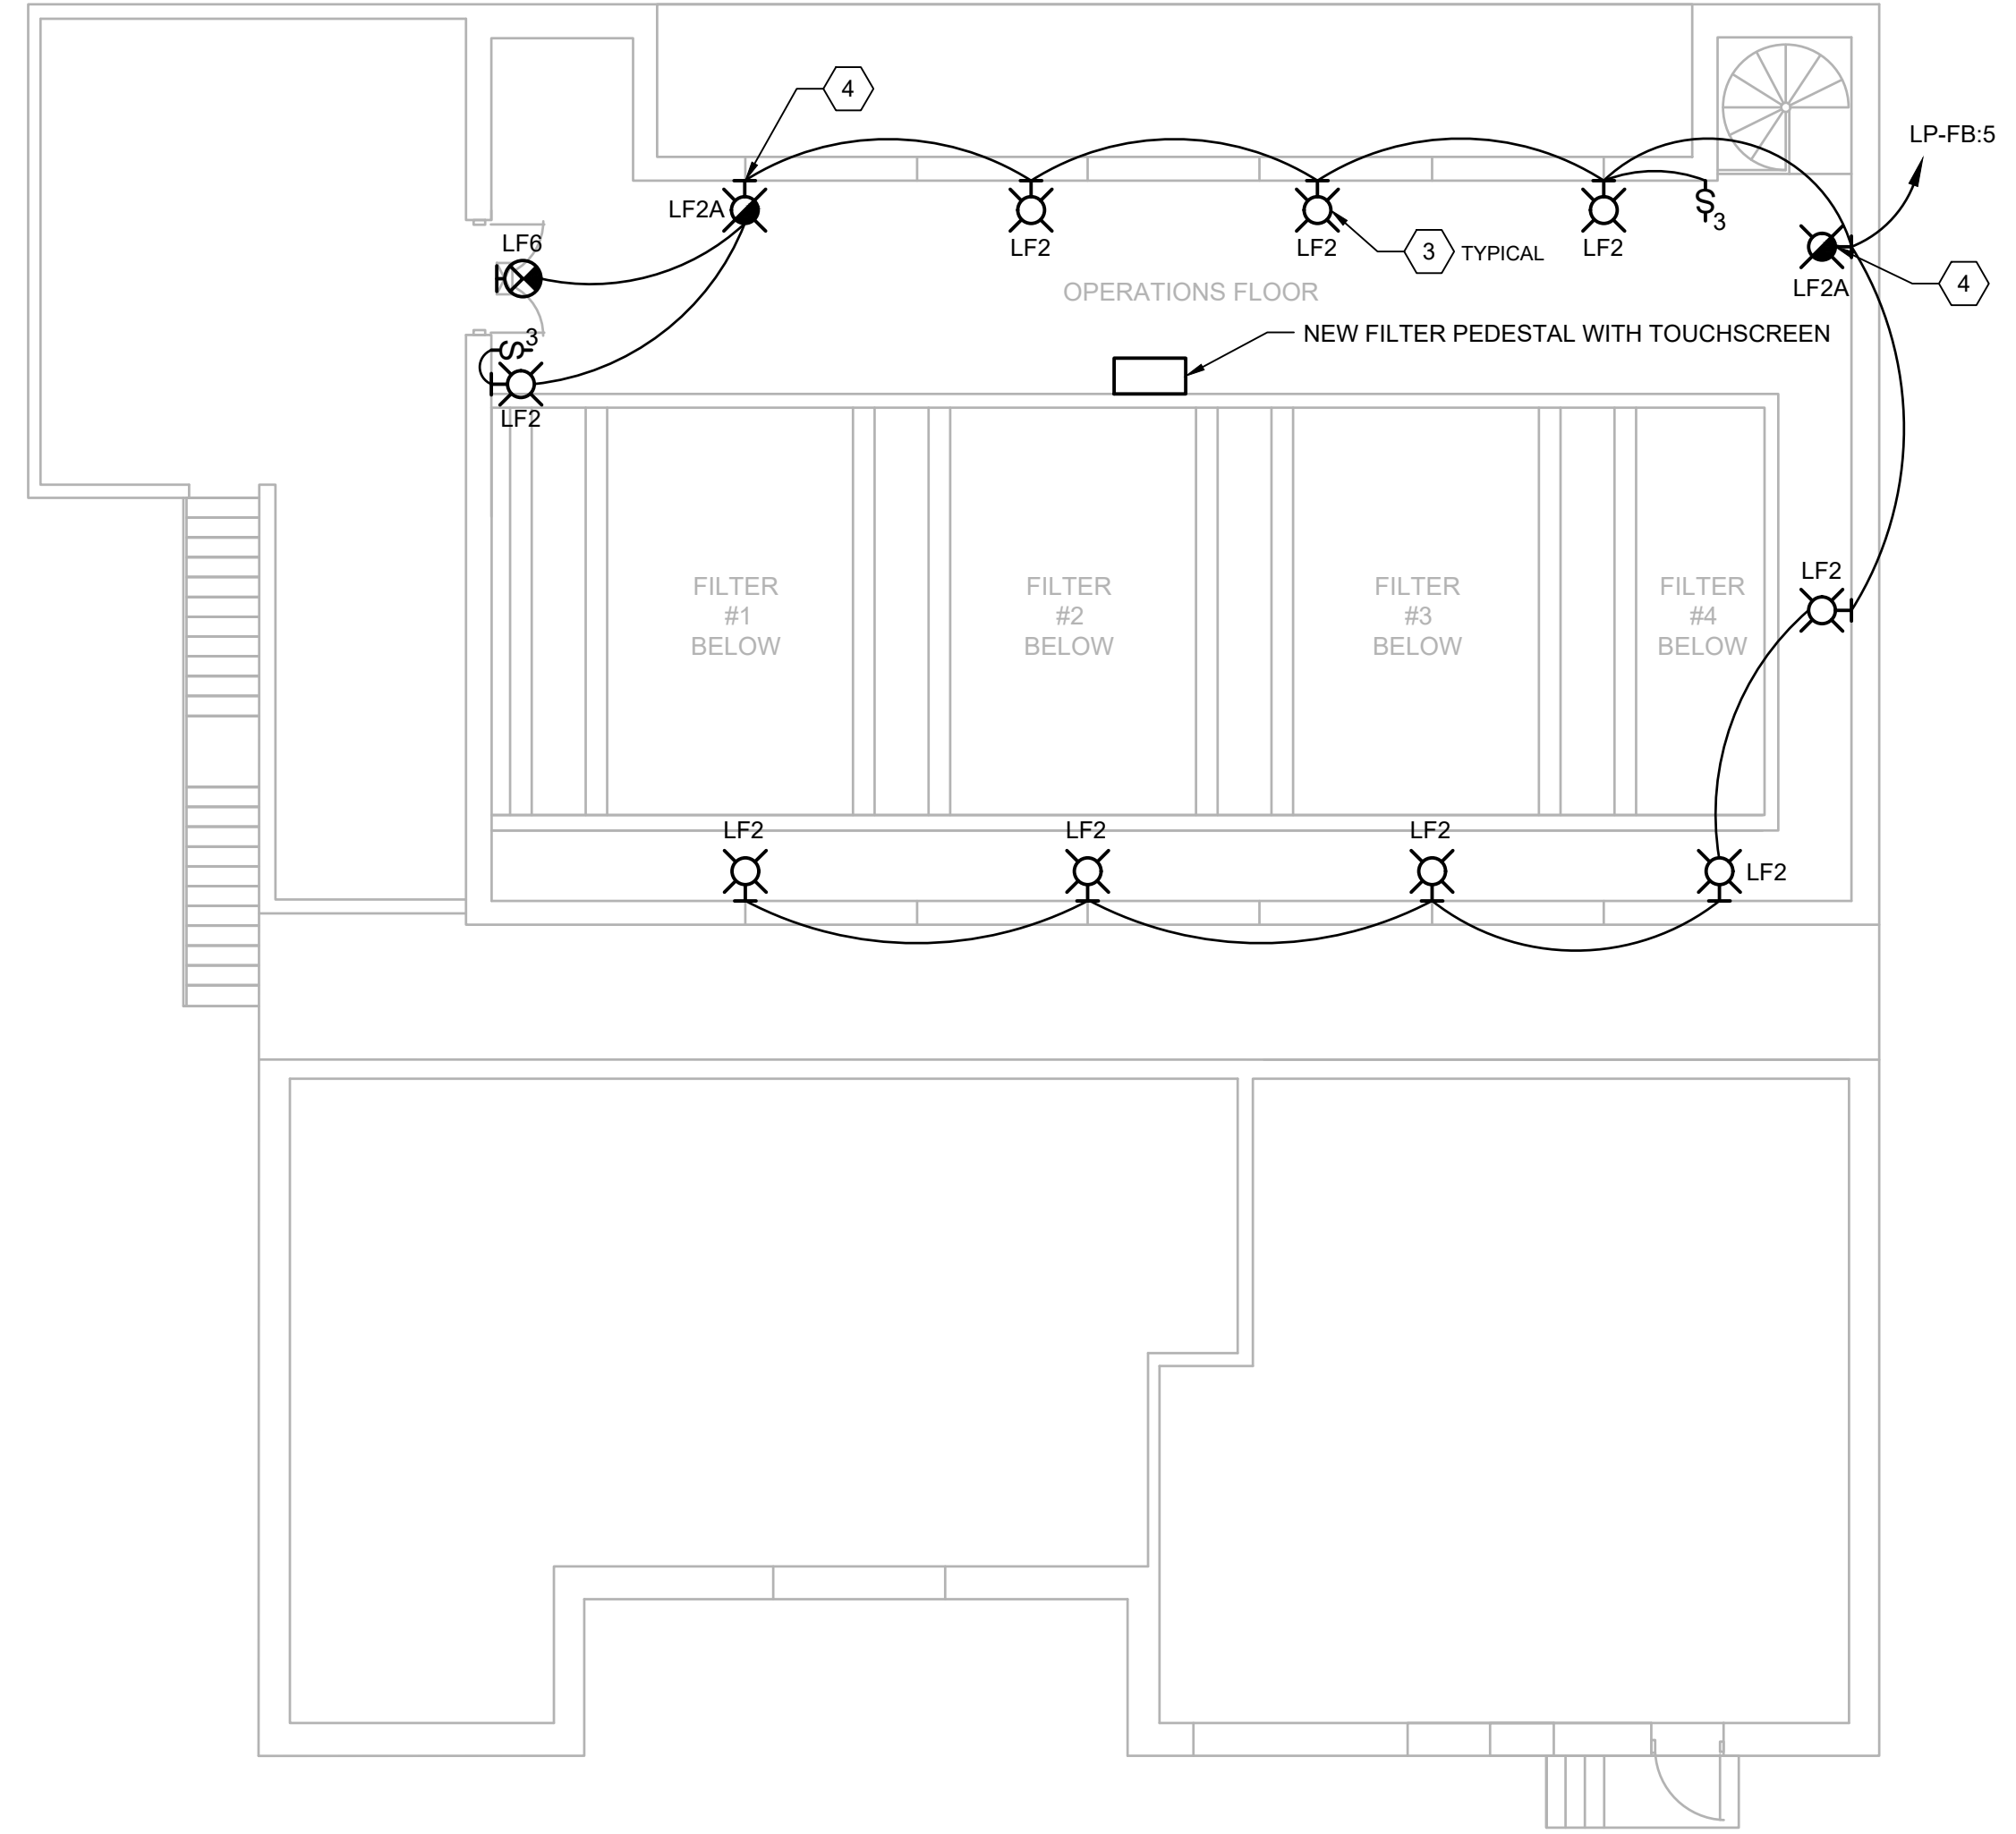 4
LP-FB:5
LF2A
S3
LF6
LF2
LF2
LF2
3 TYPICAL
LF2A
4
OPERATIONS FLOOR
NEW FILTER PEDESTAL WITH TOUCHSCREEN
S3
LF2
LF2
FILTER
#1
BELOW
FILTER
#2
BELOW
FILTER
#3
BELOW
FILTER
#4
BELOW
LF2
LF2
LF2
LF2